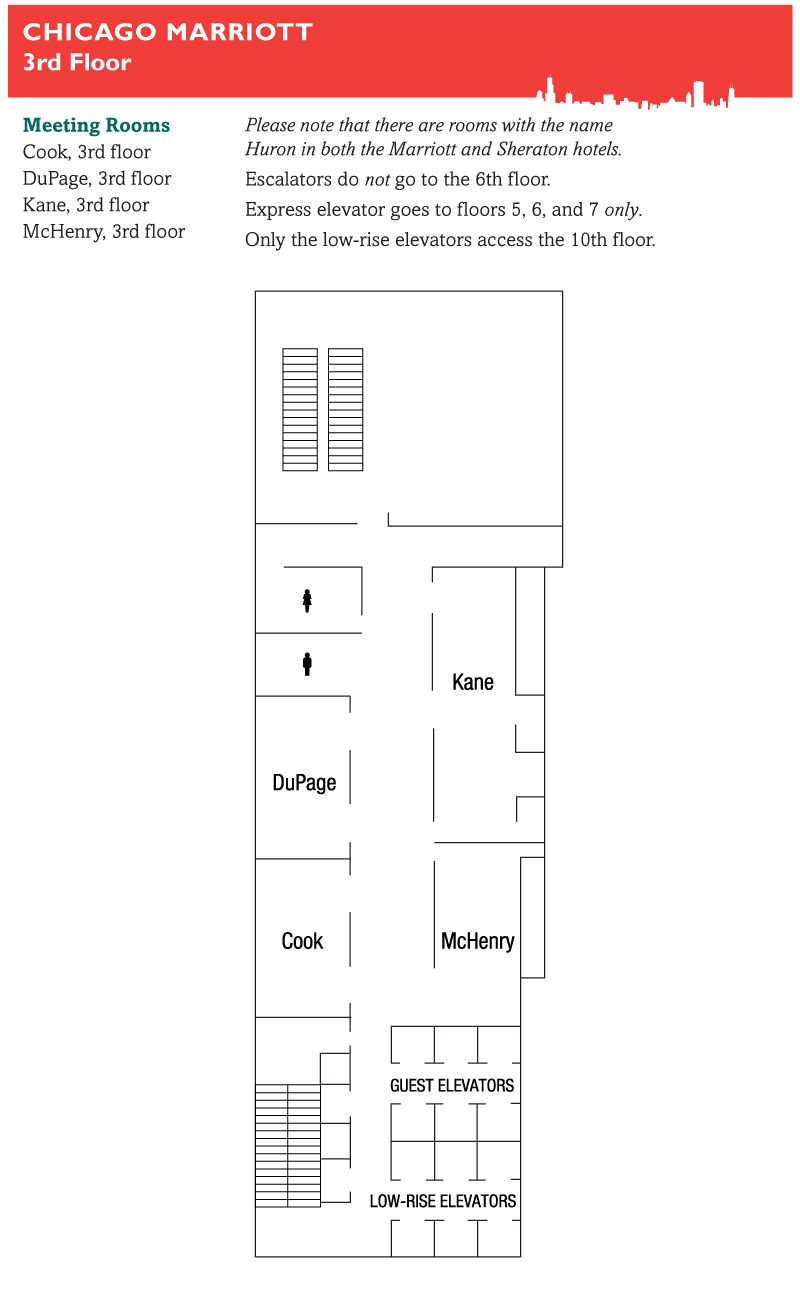 CHICAGO MARRIOTT
3rd Floor
Meeting Rooms
Cook, 3rd floor
DuPage, 3rd floor
Kane, 3rd floor
McHenry, 3rd floor
Please note that there are rooms with the name
Huron in both the Marriott and Sheraton hotels.
Escalators do not go to the 6th floor.
Express elevator goes to floors 5, 6, and 7 only.
Only the low-rise elevators access the 10th floor.
Kane
DuPage
Cook
McHenry
GUEST ELEVATORS
LOW-RISE ELEVATORS